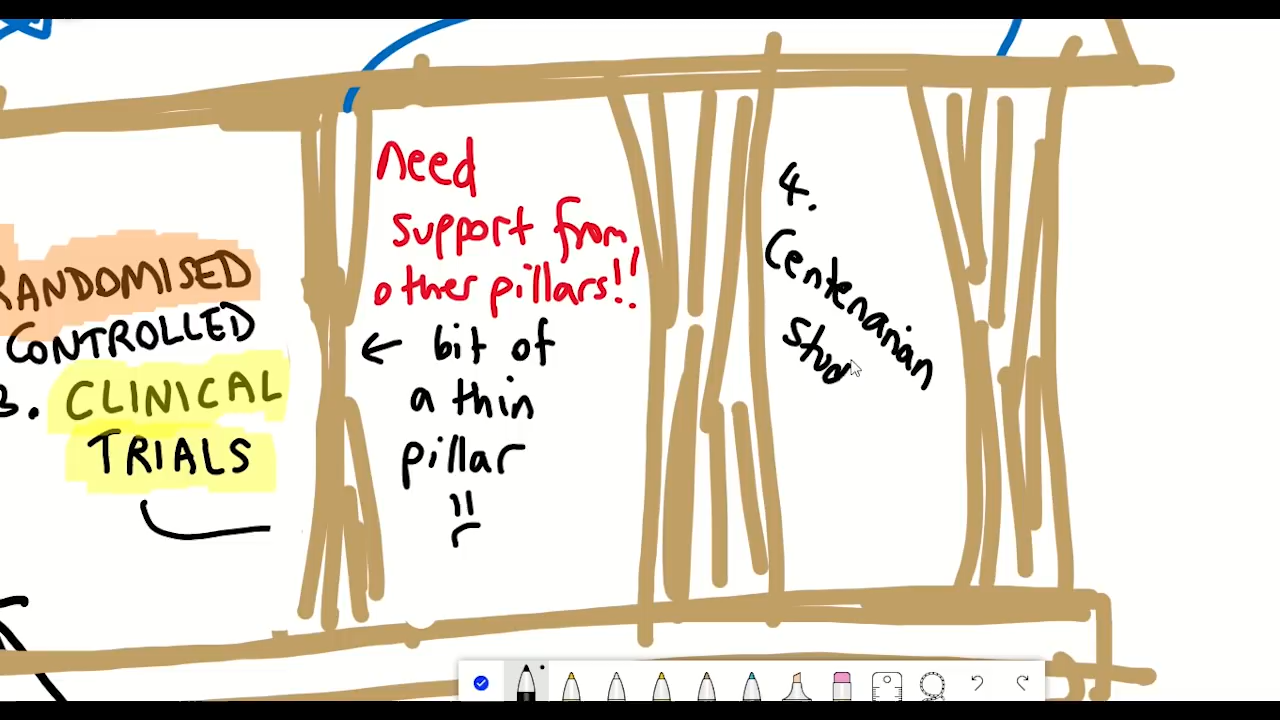 RANDOMISED
CONTROLLED
3. CLINICAL
TRIALS
need
support from
other pillars!!
← bit of
a thin
pillar
4.
Centenarian
Stud